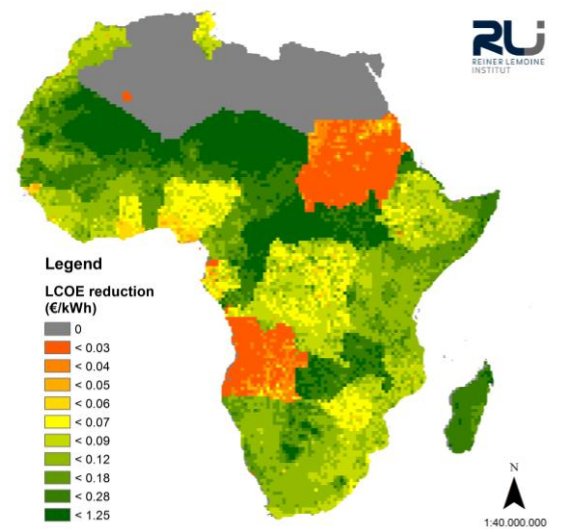 RLI
REINER LEMOINE
INSTITUT
Legend
LCOE reduction
(€/kWh)
0
< 0.03
< 0.04
< 0.05
< 0.06
< 0.07
< 0.09
< 0.12
< 0.18
< 0.28
< 1.25
N
1:40.000.000